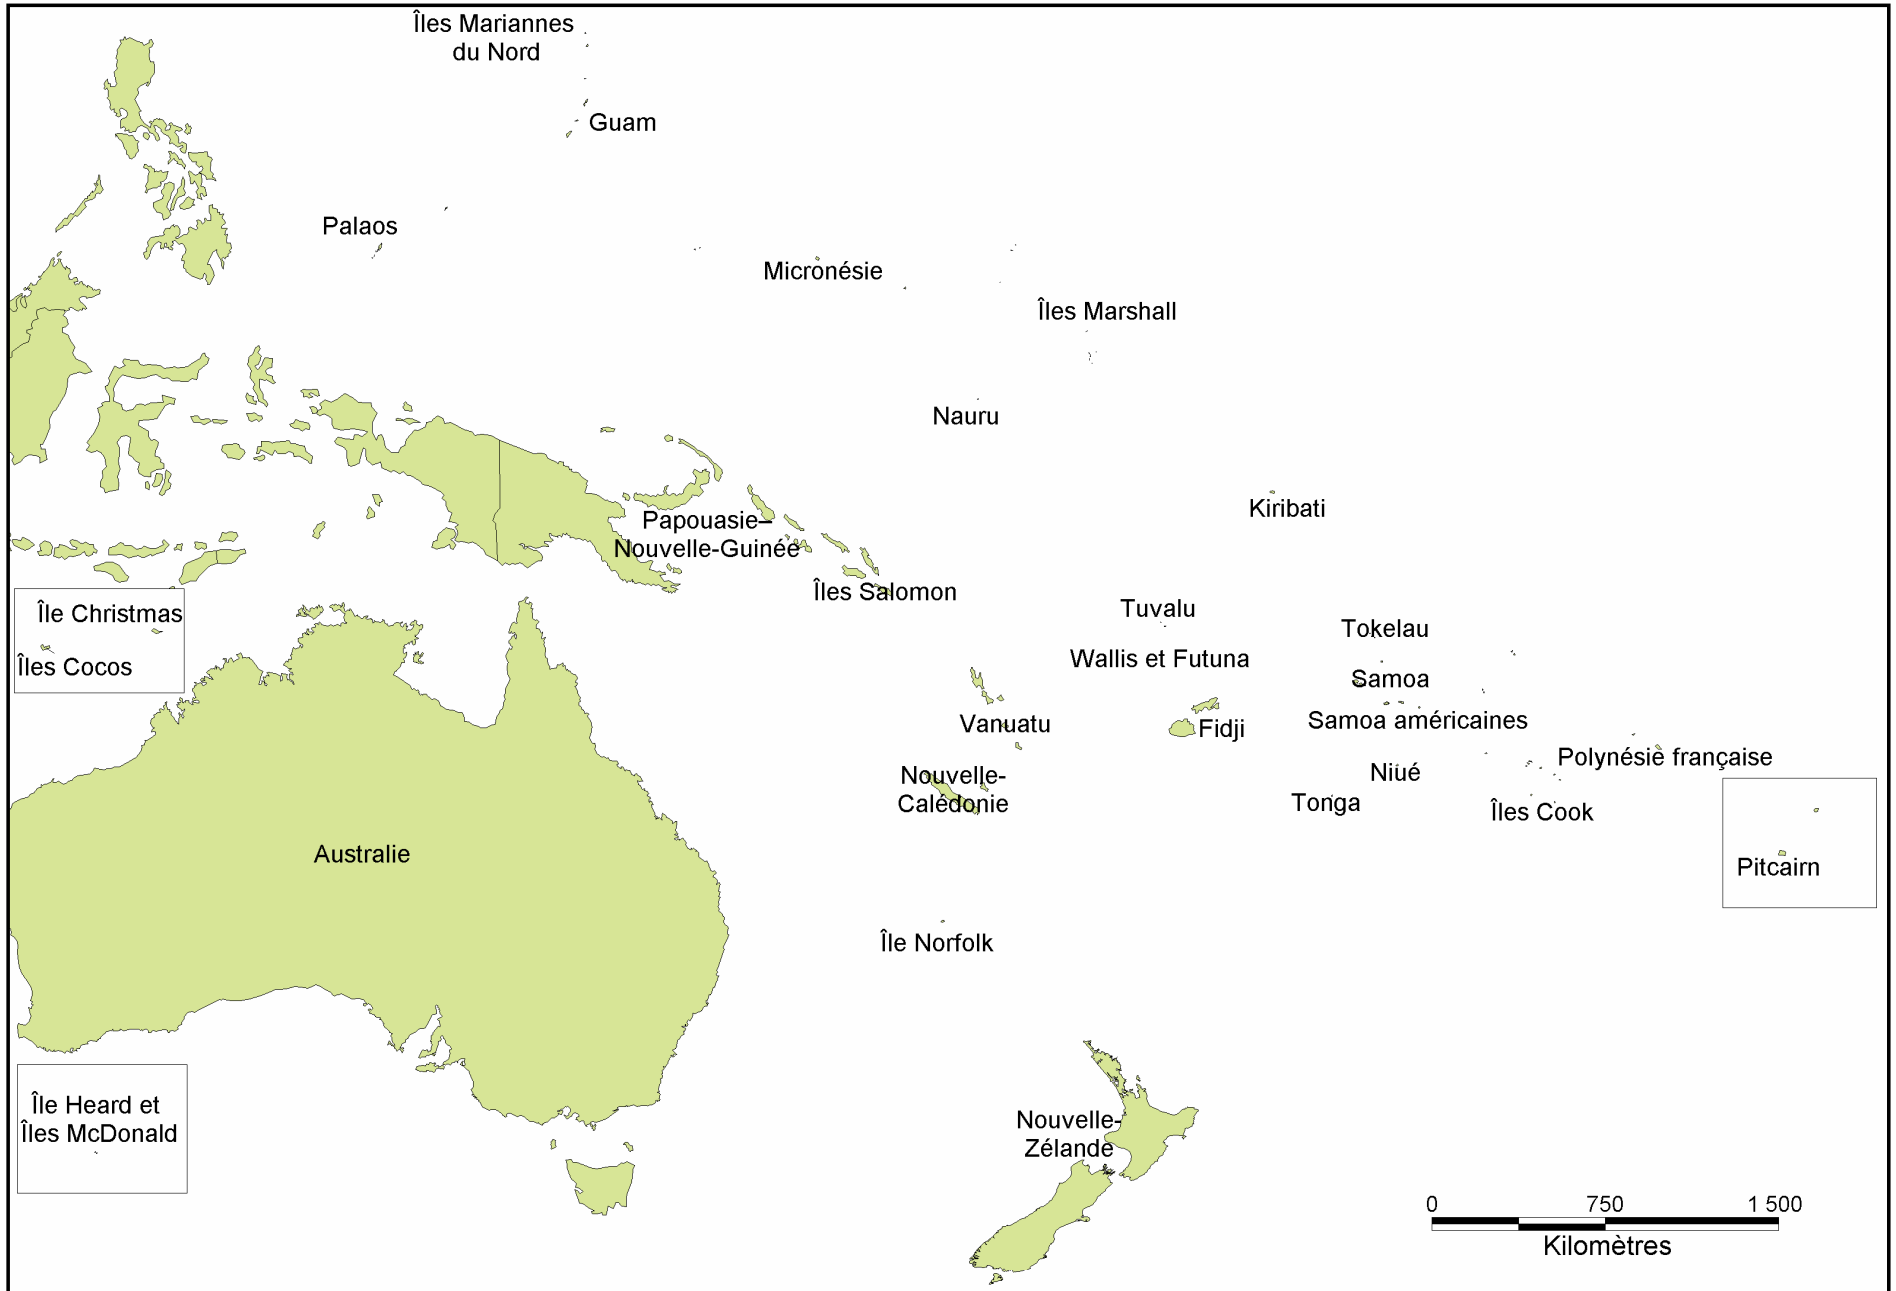 Îles Mariannes
du Nord
Guam
Palaos
Micronésie
Îles Marshall
Nauru
Kiribati
Papouasie–
Nouvelle-Guinée
Îles Salomon
Île Christmas
Îles Cocos
Tuvalu
Tokelau
Wallis et Futuna
Samoa
Vanuatu
Fidji
Samoa américaines
Polynésie française
Nouvelle-
Calédonie
Niué
Tonga
Îles Cook
Australie
Pitcairn
Île Norfolk
Île Heard et
Îles McDonald
Nouvelle-
Zélande
0 750 1 500
Kilomètres